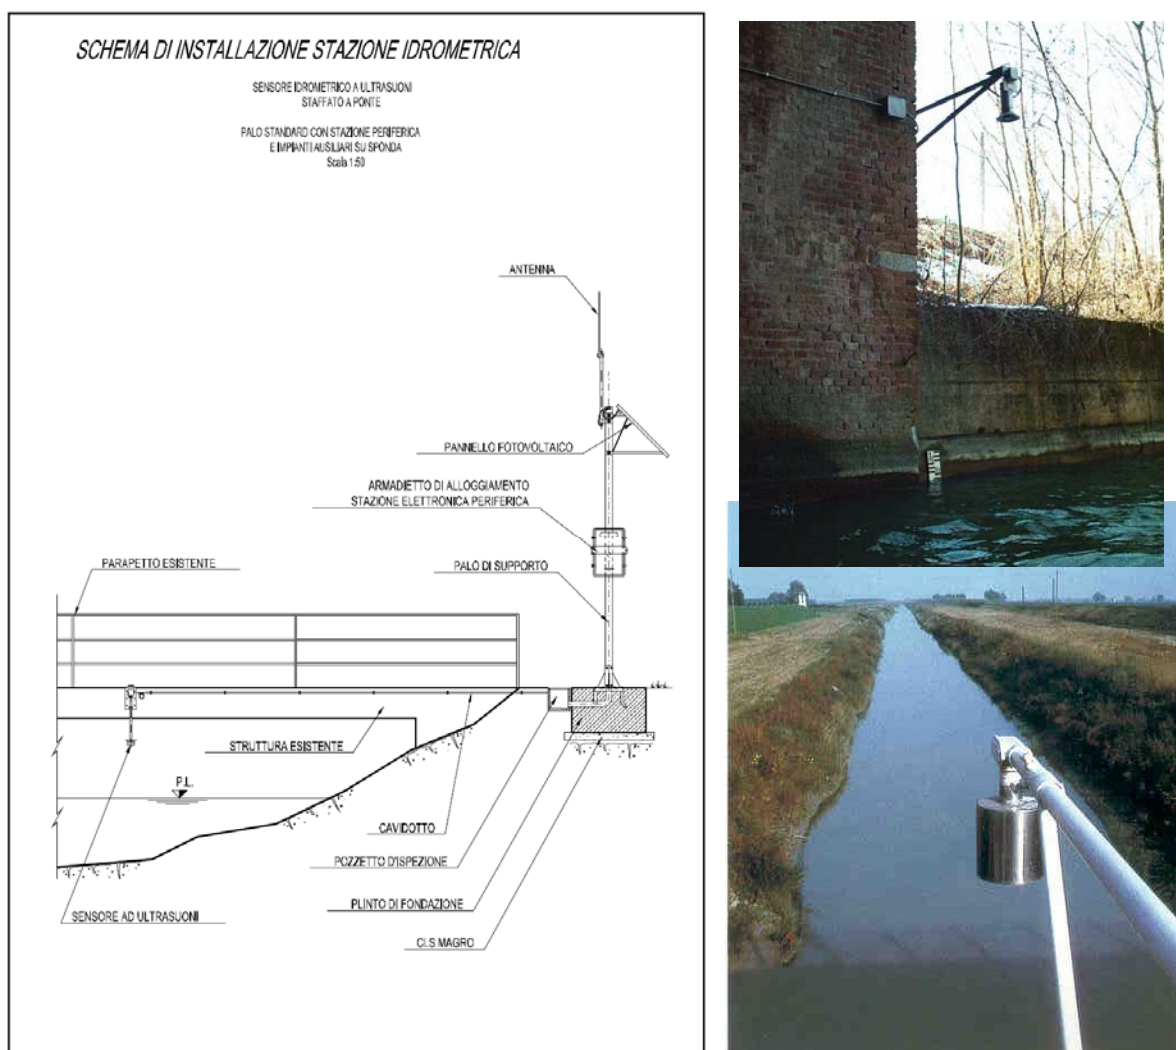 SCHEMA DI INSTALLAZIONE STAZIONE IDROMETRICA
SENSORE IDROMETRICO A ULTRASUONI
STAFFATO A PONTE
PALO STANDARD CON STAZIONE PERIFERICA
E IMPIANTI AUSILIARI SU SPONDA
Scala 1:50
ANTENNA
PANNELLO FOTOVOLTAICO
ARMADIETTO DI ALLOGGIAMENTO
STAZIONE ELETTRONICA PERIFERICA
PARAPETTO ESISTENTE
PALO DI SUPPORTO
STRUTTURA ESISTENTE
P.L.
CAVIDOTTO
POZZETTO D'ISPEZIONE
PLINTO DI FONDAZIONE
SENSORE AD ULTRASUONI
CLS MAGRO